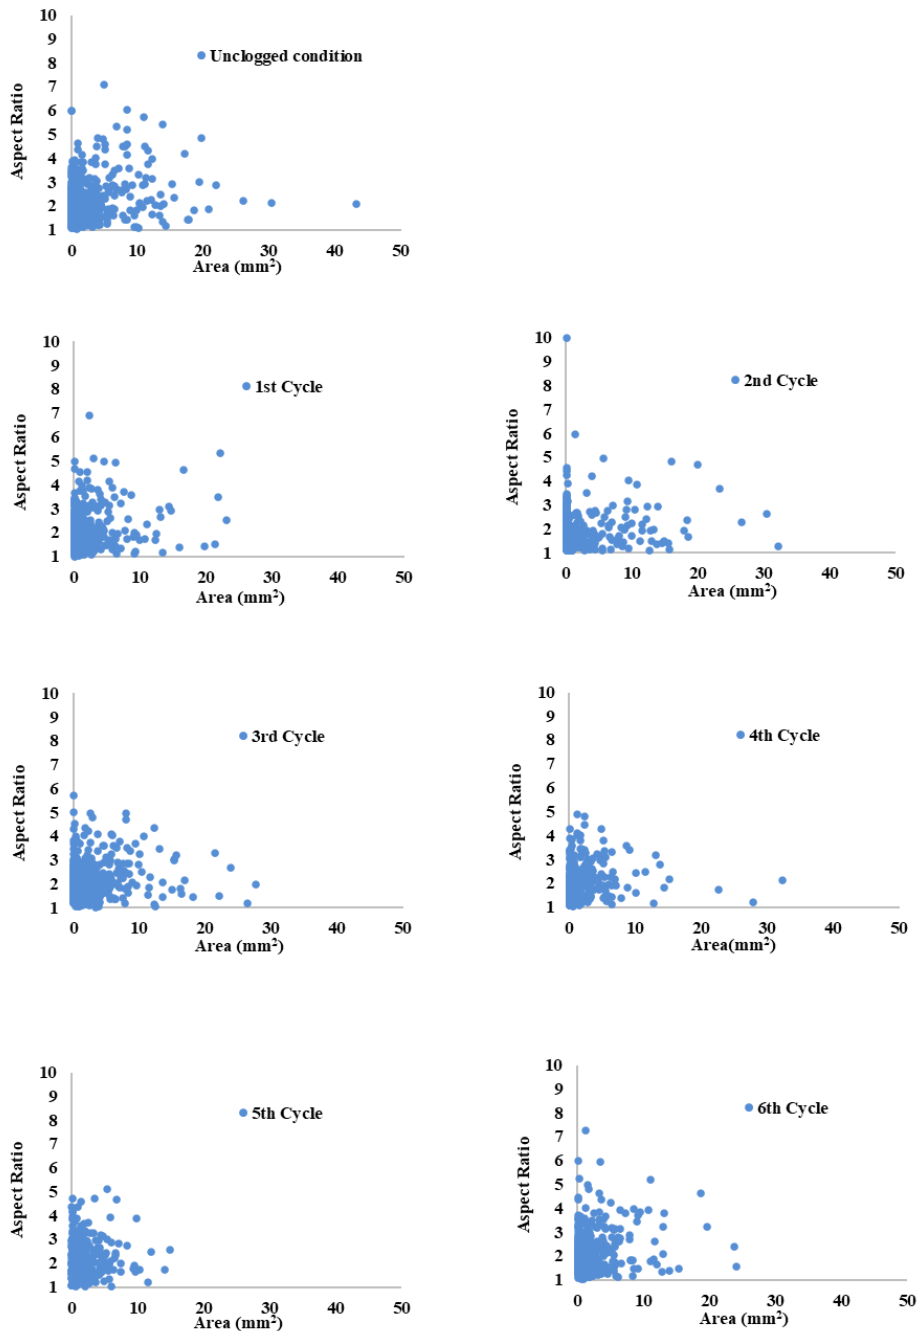 10
9
8
7
6
5
4
3
2
1
Aspect Ratio
Unclogged condition
0 10 20 30 40 50
Area (mm²)
10
9
8
7
6
5
4
3
2
1
Aspect Ratio
1st Cycle
0 10 20 30 40 50
Area (mm²)
10
9
8
7
6
5
4
3
2
1
Aspect Ratio
2nd Cycle
0 10 20 30 40 50
Area (mm²)
10
9
8
7
6
5
4
3
2
1
Aspect Ratio
3rd Cycle
0 10 20 30 40 50
Area (mm²)
10
9
8
7
6
5
4
3
2
1
Aspect Ratio
4th Cycle
0 10 20 30 40 50
Area(mm²)
10
9
8
7
6
5
4
3
2
1
Aspect Ratio
5th Cycle
0 10 20 30 40 50
Area (mm²)
10
9
8
7
6
5
4
3
2
1
Aspect Ratio
6th Cycle
0 10 20 30 40 50
Area (mm²)